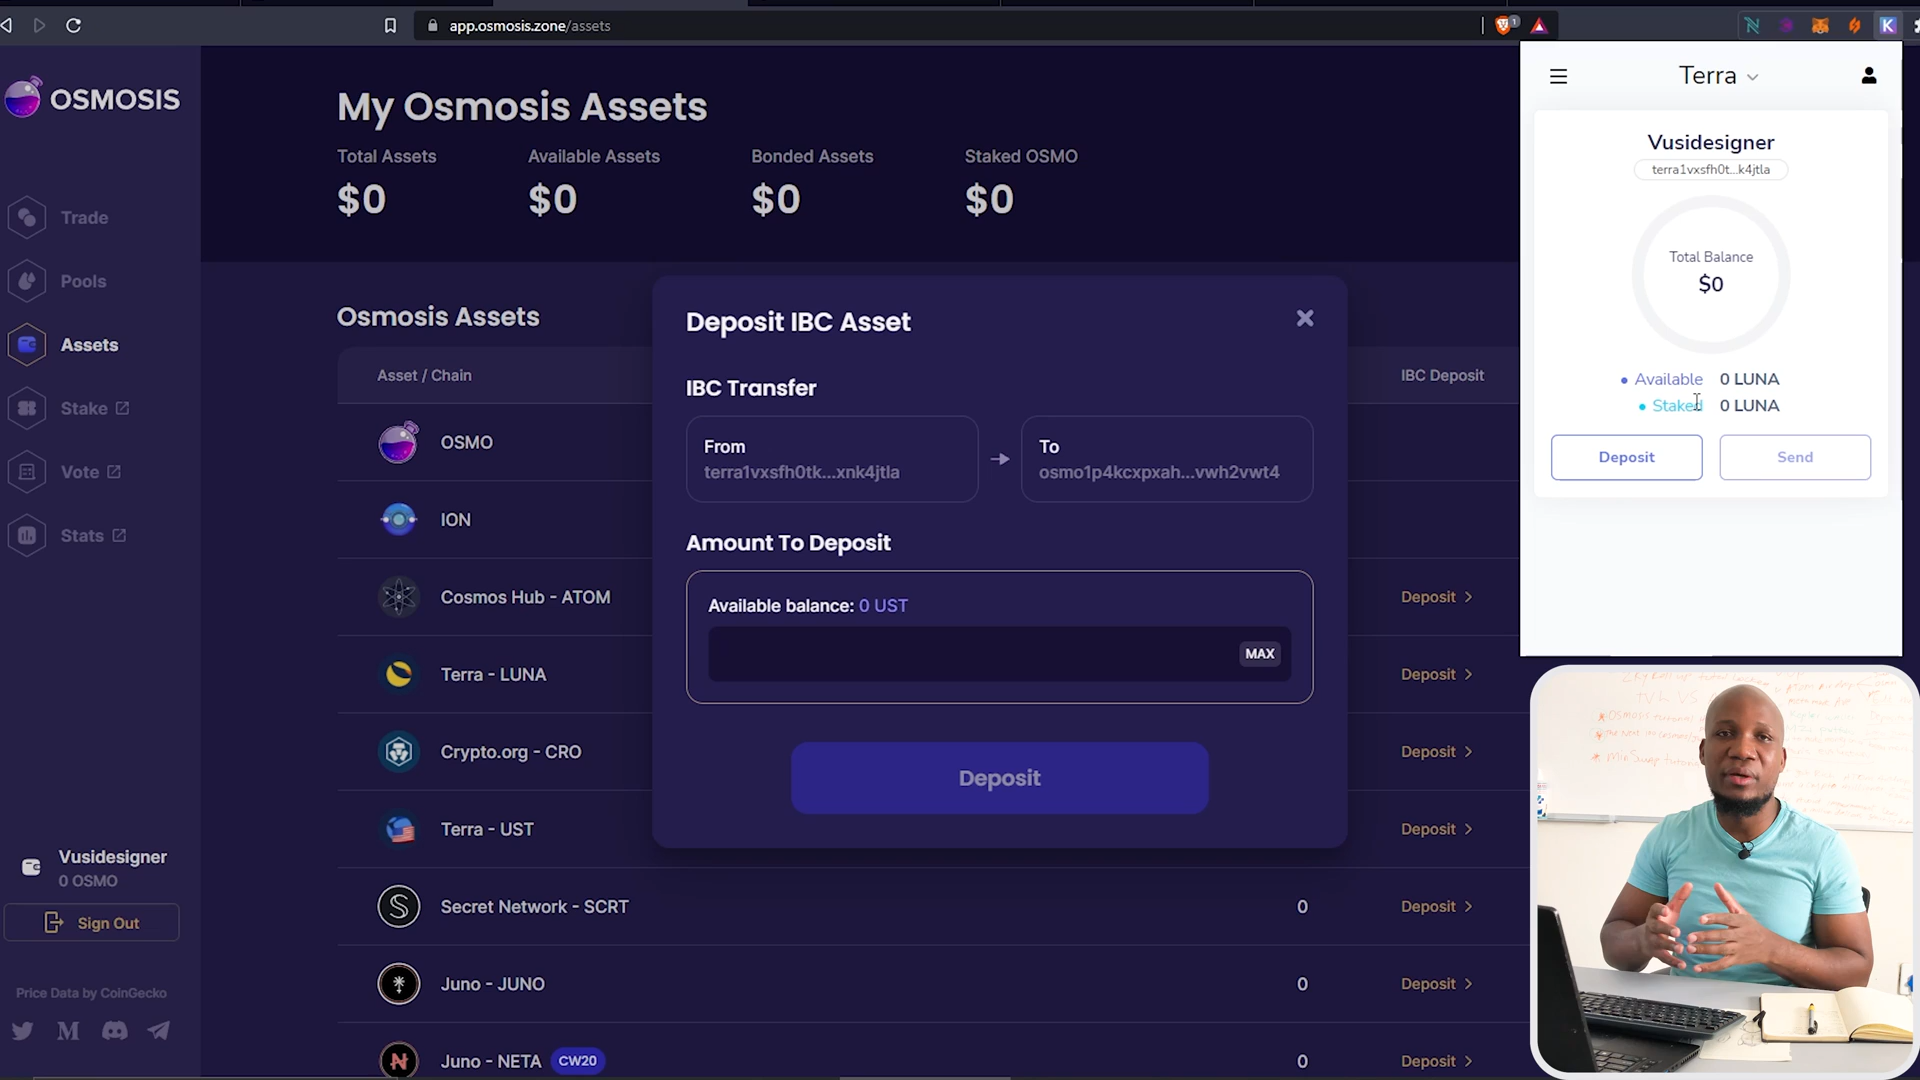 app.osmosis.zone/assets
1
K
OSMOSIS
Trade
Pools
Assets
Stake
Vote
Stats
Vusidesigner
0 OSMO
Sign Out
Price Data by CoinGecko
My Osmosis Assets
Total Assets
Available Assets
Bonded Assets
Staked OSMO
$0
$0
$0
$0
Osmosis Assets
Asset / Chain
IBC Deposit
OSMO
ION
Cosmos Hub - ATOM
Deposit
Terra - LUNA
Deposit
Crypto.org - CRO
Deposit
Terra - UST
Deposit
Secret Network - SCRT
0
Deposit
Juno - JUNO
0
Deposit
Juno - NETA
CW20
0
Deposit
Deposit IBC Asset
IBC Transfer
From
terra1vxsfh0tk...xnk4jtla
To
osmo1p4kcxpxah...vwh2vwt4
Amount To Deposit
Available balance: 0 UST
MAX
Deposit
Terra
Vusidesigner
terra1vxsfh0t...k4jtla
Total Balance
$0
Available 0 LUNA
Staked 0 LUNA
Deposit
Send